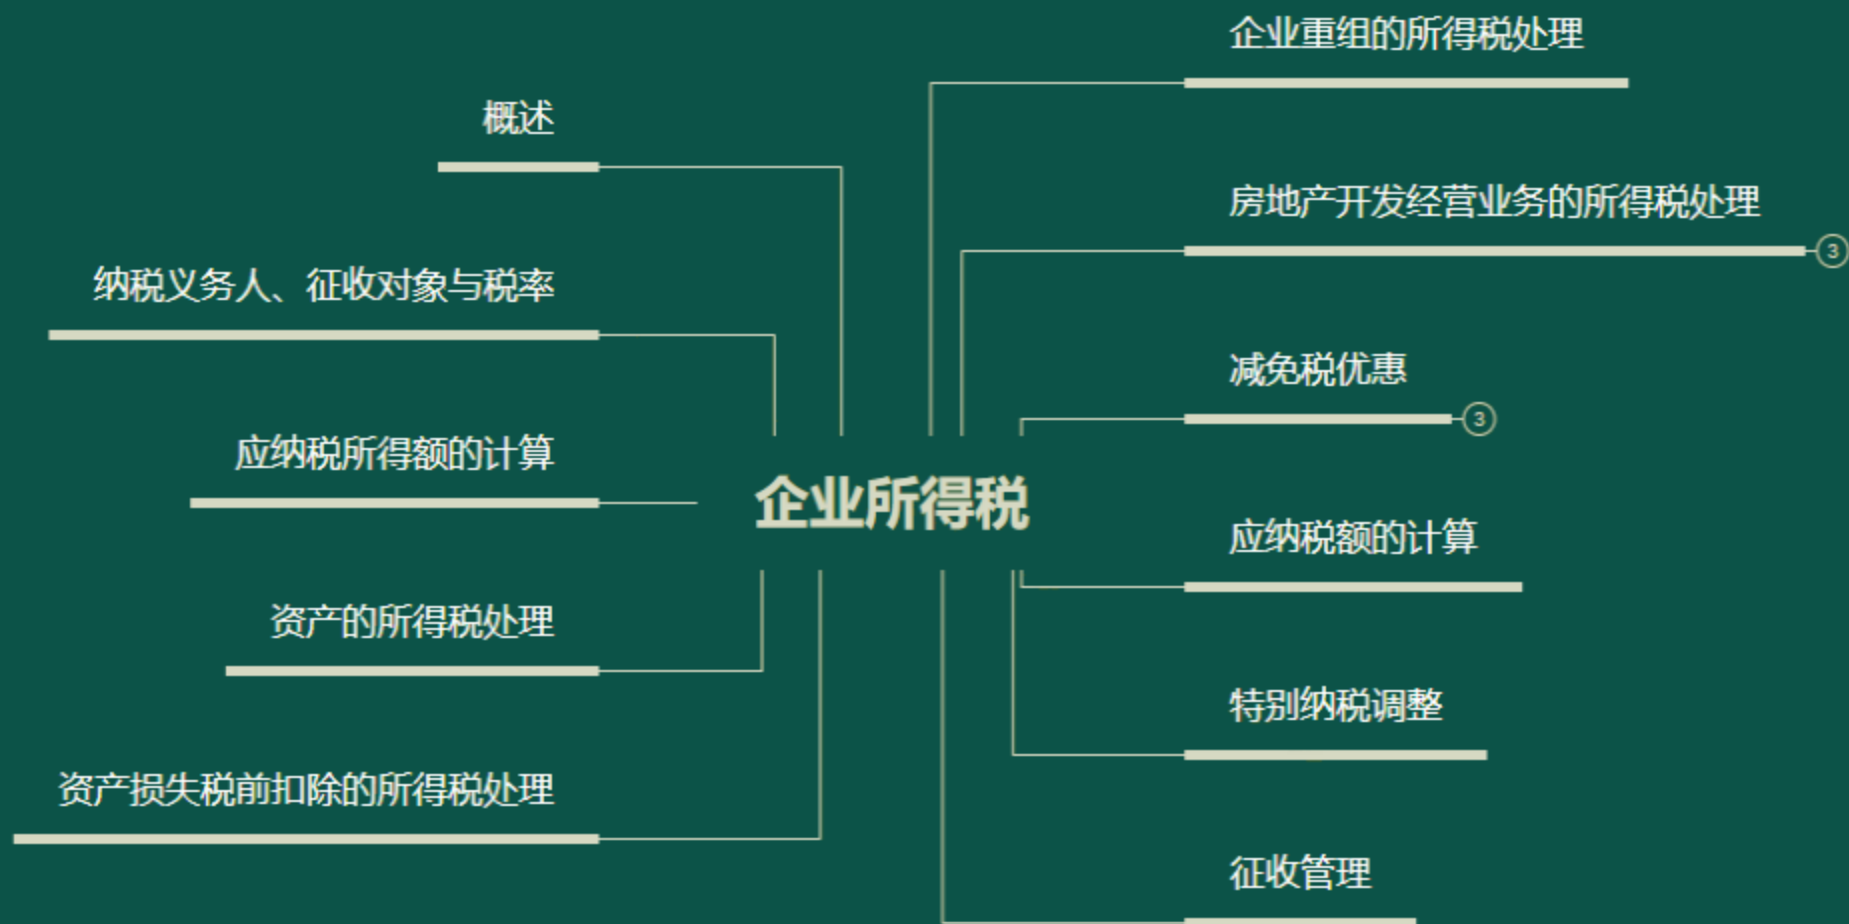 企业所得税
概述
纳税义务人、征收对象与税率
应纳税所得额的计算
资产的所得税处理
资产损失税前扣除的所得税处理
企业重组的所得税处理
房地产开发经营业务的所得税处理
3
减免税优惠
3
应纳税额的计算
特别纳税调整
征收管理